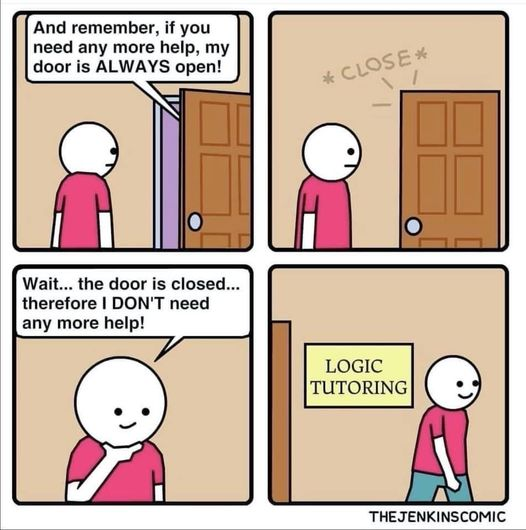 And remember, if you
need any more help, my
door is ALWAYS open!
*CLOSE*
Wait... the door is closed...
therefore I DON'T need
any more help!
LOGIC
TUTORING
THEJENKINSCOMIC